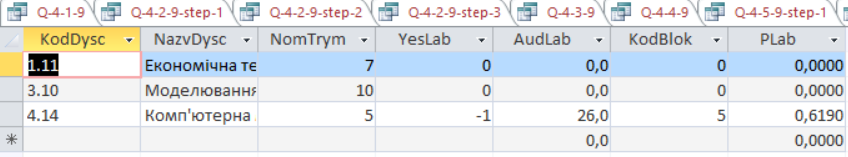 Q-4-1-9 Q-4-2-9-step-1 Q-4-2-9-step-2 Q-4-2-9-step-3 Q-4-3-9 Q-4-4-9 Q-4-5-9-step-1
KodDysc NazvDysc NomTrym YesLab AudLab KodBlok PLab
1.11 Економічна те 7 0 0,0 0 0,0000
3.10 Моделювання 10 0 0,0 0 0,0000
4.14 Комп'ютерна 5 -1 26,0 5 0,6190
* 0,0 0,0000